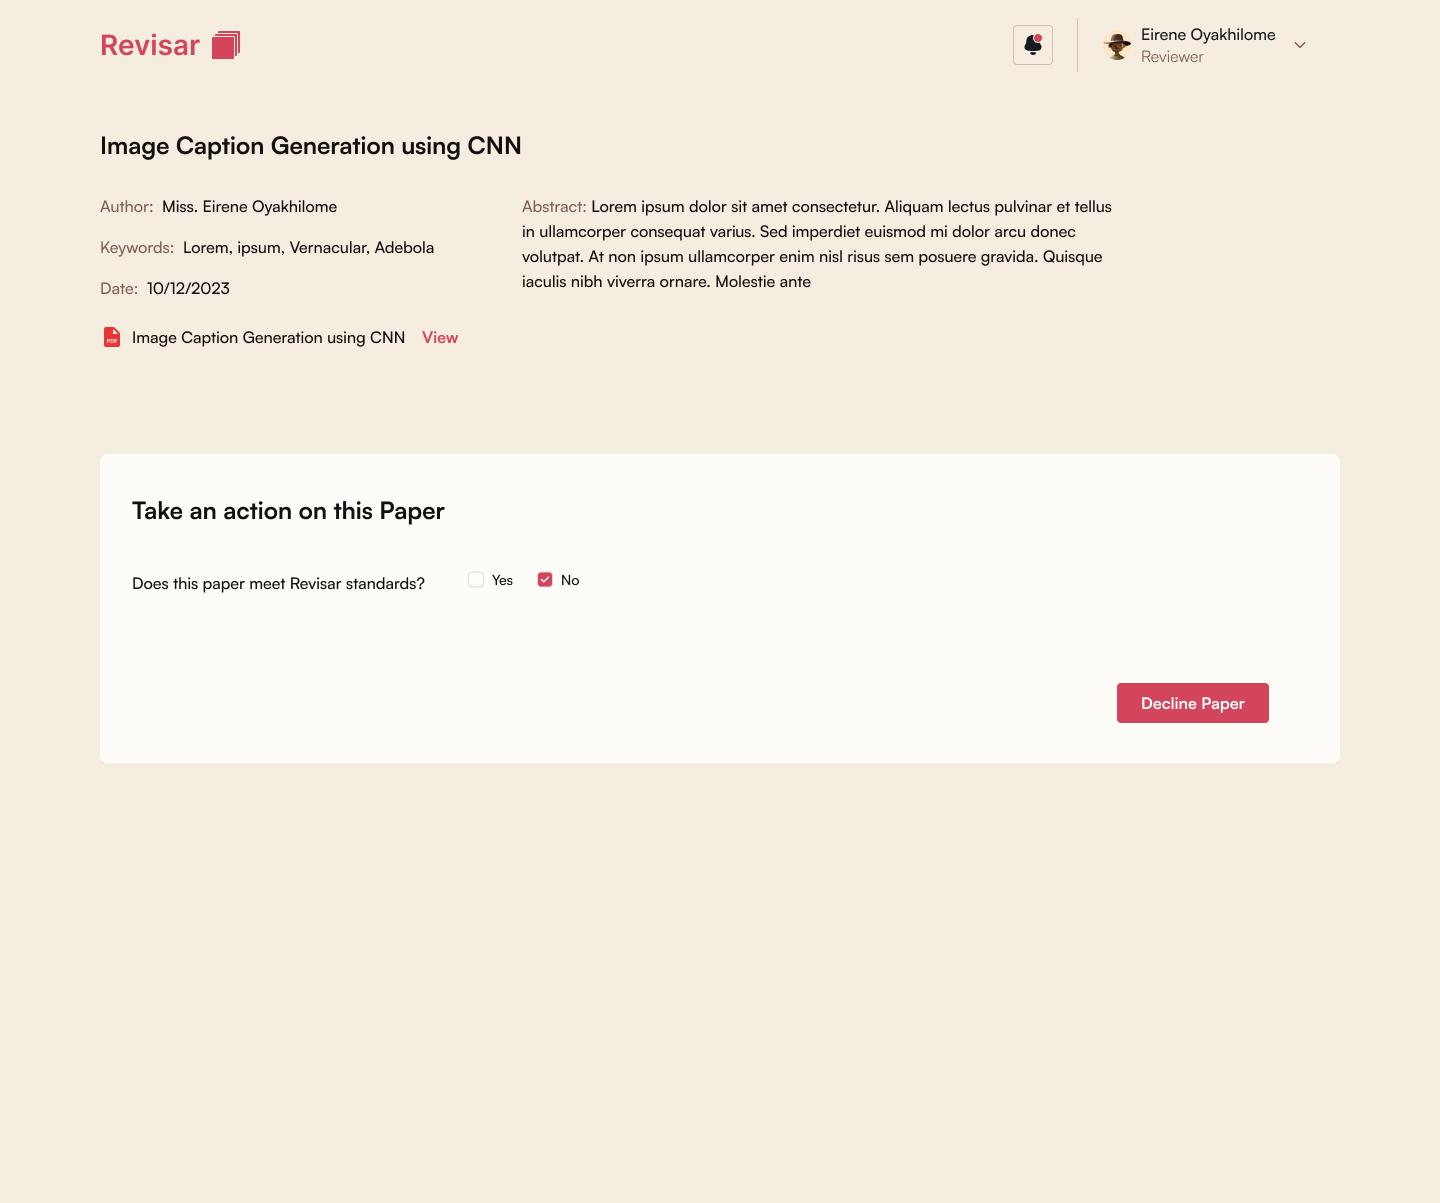 Revisar
Eirene Oyakhilome
Reviewer
Image Caption Generation using CNN
Author: Miss. Eirene Oyakhilome
Keywords: Lorem, ipsum, Vernacular, Adebola
Date: 10/12/2023
PDF Image Caption Generation using CNN View
Abstract: Lorem ipsum dolor sit amet consectetur. Aliquam lectus pulvinar et tellus
in ullamcorper consequat varius. Sed imperdiet euismod mi dolor arcu donec
volutpat. At non ipsum ullamcorper enim nisl risus sem posuere gravida. Quisque
iaculis nibh viverra ornare. Molestie ante
Take an action on this Paper
Does this paper meet Revisar standards? Yes No
Decline Paper